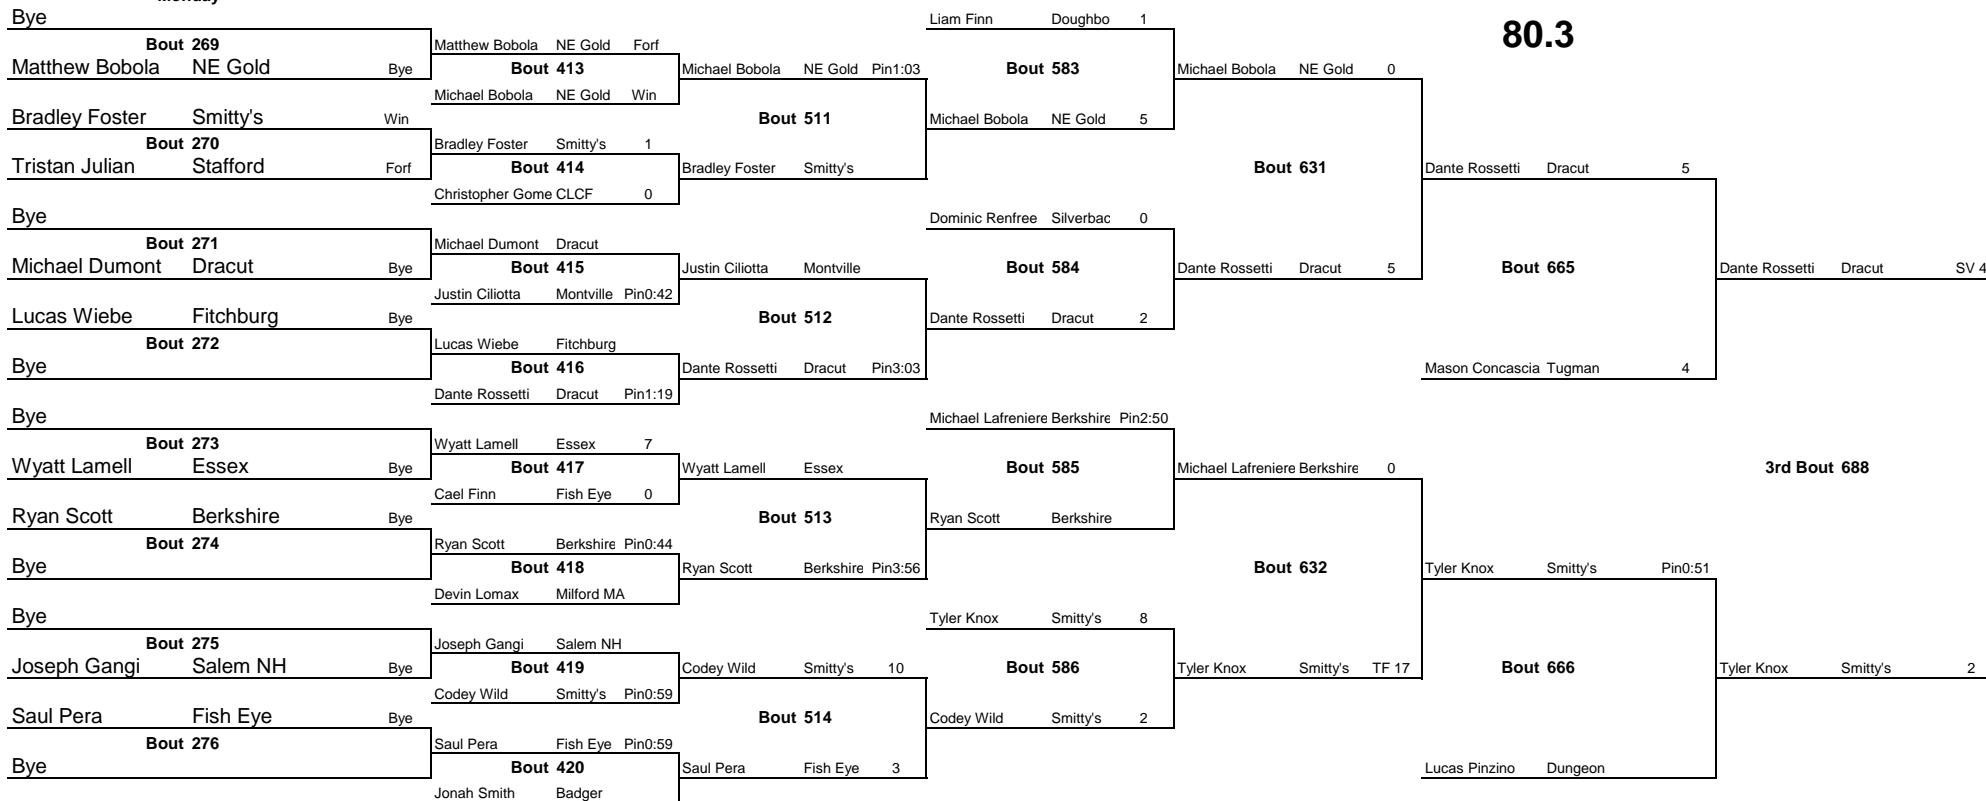 Monday
Bye
Liam Finn Doughbo 1
80.3
Bout 269
Matthew Bobola NE Gold Forf
Matthew Bobola NE Gold Bye
Bout 413
Michael Bobola NE Gold Pin1:03
Bout 583
Michael Bobola NE Gold 0
Michael Bobola NE Gold Win
Bradley Foster Smitty's Win
Bout 511
Michael Bobola NE Gold 5
Bout 270
Bradley Foster Smitty's 1
Tristan Julian Stafford Forf
Bout 414
Bradley Foster Smitty's
Bout 631
Dante Rossetti Dracut 5
Christopher Gome CLCF 0
Bye
Dominic Renfree Silverbac 0
Bout 271
Michael Dumont Dracut
Michael Dumont Dracut Bye
Bout 415
Justin Ciliotta Montville
Bout 584
Dante Rossetti Dracut 5
Bout 665
Dante Rossetti Dracut SV 4
Justin Ciliotta Montville Pin0:42
Lucas Wiebe Fitchburg Bye
Bout 512
Dante Rossetti Dracut 2
Bout 272
Lucas Wiebe Fitchburg
Bye
Bout 416
Dante Rossetti Dracut Pin3:03
Mason Concascia Tugman 4
Dante Rossetti Dracut Pin1:19
Bye
Michael Lafreniere Berkshire Pin2:50
Bout 273
Wyatt Lamell Essex 7
Wyatt Lamell Essex Bye
Bout 417
Wyatt Lamell Essex
Bout 585
Michael Lafreniere Berkshire 0
3rd Bout 688
Cael Finn Fish Eye 0
Ryan Scott Berkshire Bye
Bout 513
Ryan Scott Berkshire
Bout 274
Ryan Scott Berkshire Pin0:44
Bye
Bout 418
Ryan Scott Berkshire Pin3:56
Bout 632
Tyler Knox Smitty's Pin0:51
Devin Lomax Milford MA
Bye
Tyler Knox Smitty's 8
Bout 275
Joseph Gangi Salem NH
Joseph Gangi Salem NH Bye
Bout 419
Codey Wild Smitty's 10
Bout 586
Tyler Knox Smitty's TF 17
Bout 666
Tyler Knox Smitty's 2
Codey Wild Smitty's Pin0:59
Saul Pera Fish Eye Bye
Bout 514
Codey Wild Smitty's 2
Bout 276
Saul Pera Fish Eye Pin0:59
Bye
Bout 420
Saul Pera Fish Eye 3
Lucas Pinzino Dungeon
Jonah Smith Badger